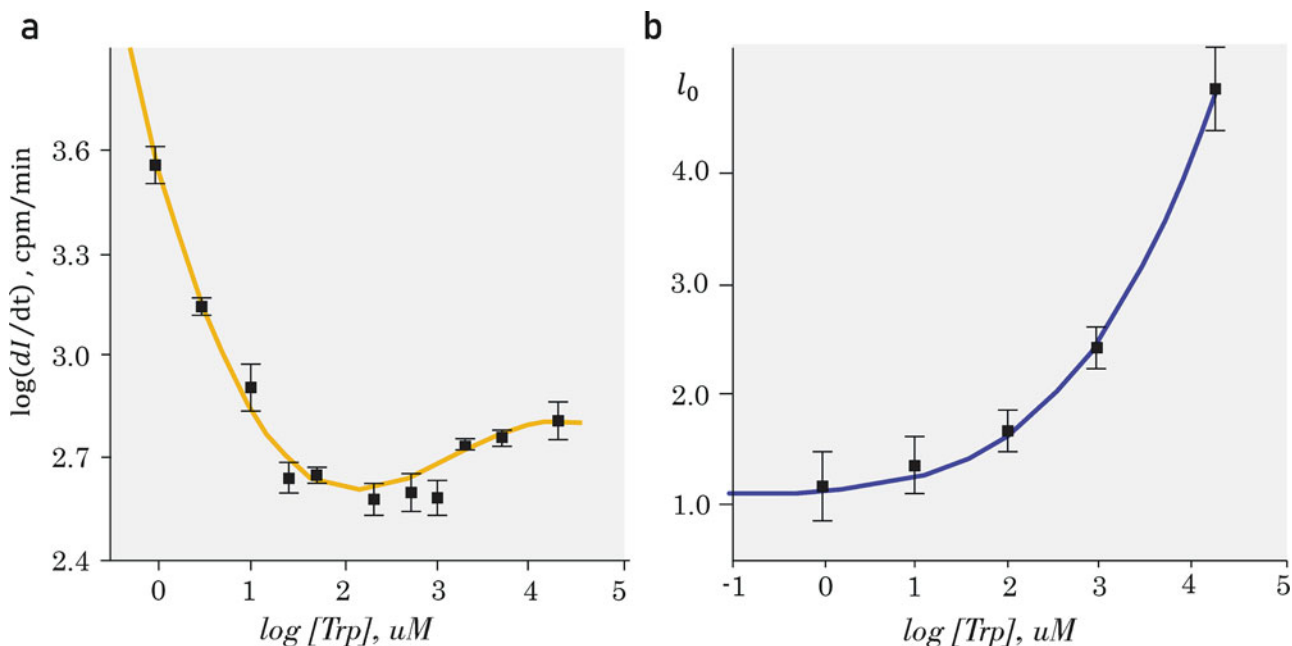 a
log(dI/dt) , cpm/min
3.6
3.3
3.0
2.7
2.4
0 1 2 3 4 5
log [Trp], uM
b
l₀
4.0
3.0
2.0
1.0
-1 0 1 2 3 4 5
log [Trp], uM